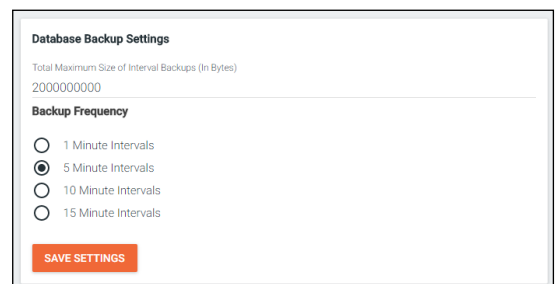 Database Backup Settings
Total Maximum Size of Interval Backups (In Bytes)
2000000000
Backup Frequency
1 Minute Intervals
5 Minute Intervals
10 Minute Intervals
15 Minute Intervals
SAVE SETTINGS